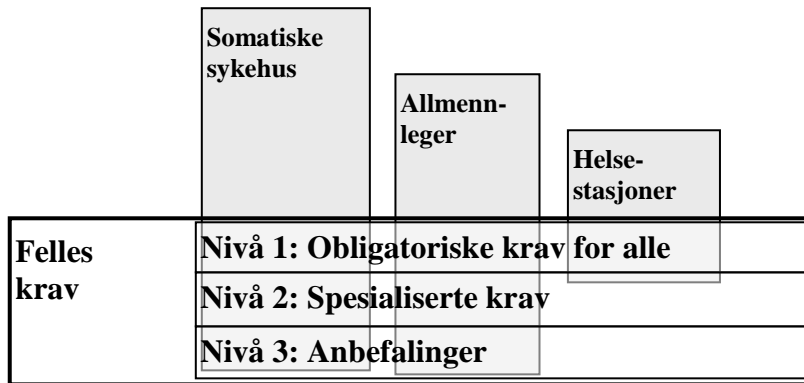 Somatiske
sykehus
Allmenn-
leger
Helse-
stasjoner
Felles
krav
Nivå 1: Obligatoriske krav for alle
Nivå 2: Spesialiserte krav
Nivå 3: Anbefalinger